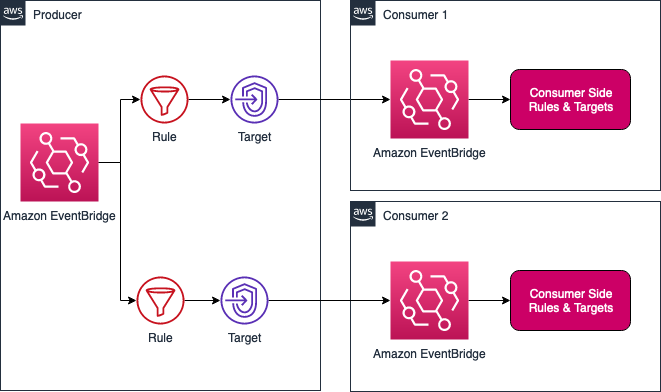 aws
Producer
Amazon EventBridge
Rule
Target
Rule
Target
aws
Consumer 1
Amazon EventBridge
Consumer Side
Rules & Targets
aws
Consumer 2
Amazon EventBridge
Consumer Side
Rules & Targets